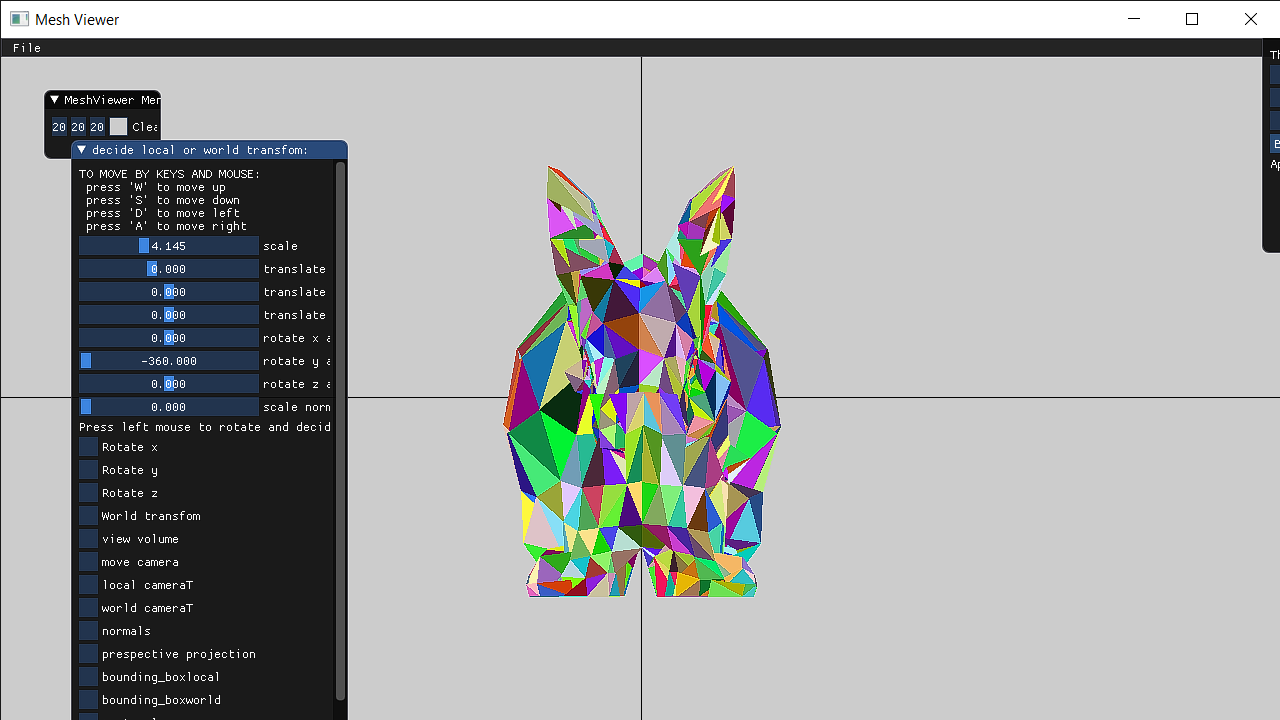 Mesh Viewer
File
MeshViewer Mer
20 20 20 Clea
decide local or world transfom:
TO MOVE BY KEYS AND MOUSE:
press 'W' to move up
press 'S' to move down
press 'D' to move left
press 'A' to move right
4.145 scale
0.000 translate
0.000 translate
0.000 translate
0.000 rotate x a
-360.000 rotate y a
0.000 rotate z a
0.000 scale norm
Press left mouse to rotate and decid
Rotate x
Rotate y
Rotate z
World transfom
view volume
move camera
local cameraT
world cameraT
normals
prespective projection
bounding_boxlocal
bounding_boxworld